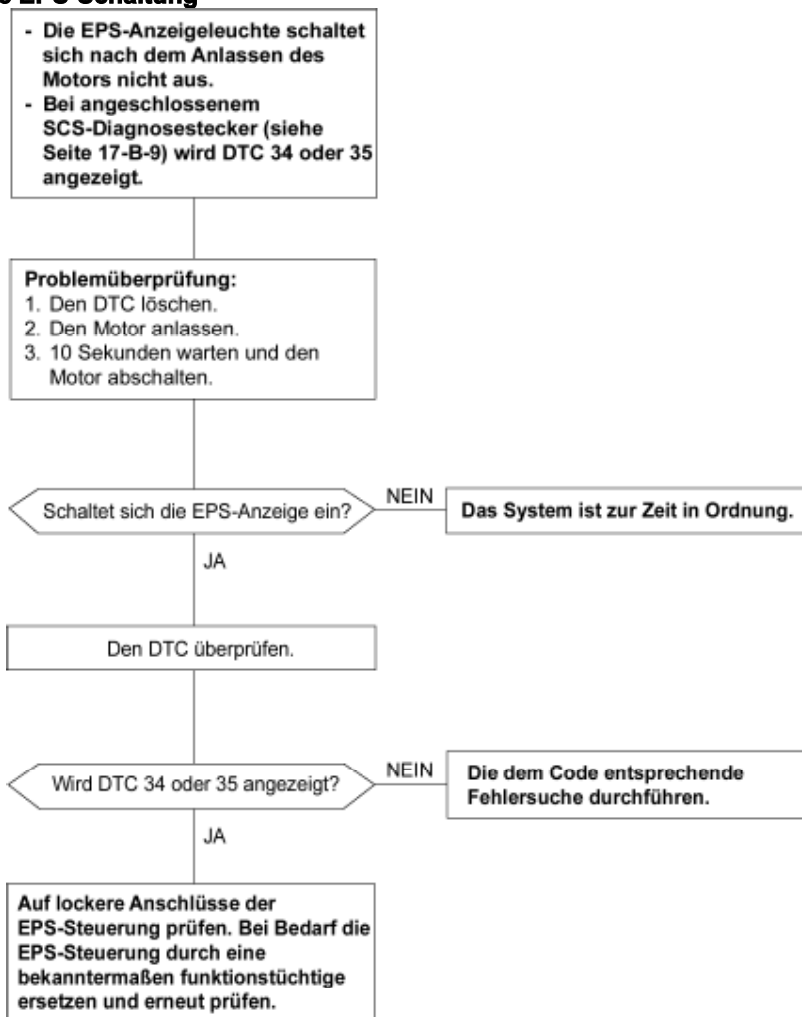 EPS-Schaltung
- Die EPS-Anzeigeleuchte schaltet
sich nach dem Anlassen des
Motors nicht aus.
- Bei angeschlossenem
SCS-Diagnosestecker (siehe
Seite 17-B-9) wird DTC 34 oder 35
angezeigt.
Problemüberprüfung:
1. Den DTC löschen.
2. Den Motor anlassen.
3. 10 Sekunden warten und den
Motor abschalten.
Schaltet sich die EPS-Anzeige ein?
NEIN
Das System ist zur Zeit in Ordnung.
JA
Den DTC überprüfen.
Wird DTC 34 oder 35 angezeigt?
NEIN
Die dem Code entsprechende
Fehlersuche durchführen.
JA
Auf lockere Anschlüsse der
EPS-Steuerung prüfen. Bei Bedarf die
EPS-Steuerung durch eine
bekanntermaßen funktionstüchtige
ersetzen und erneut prüfen.